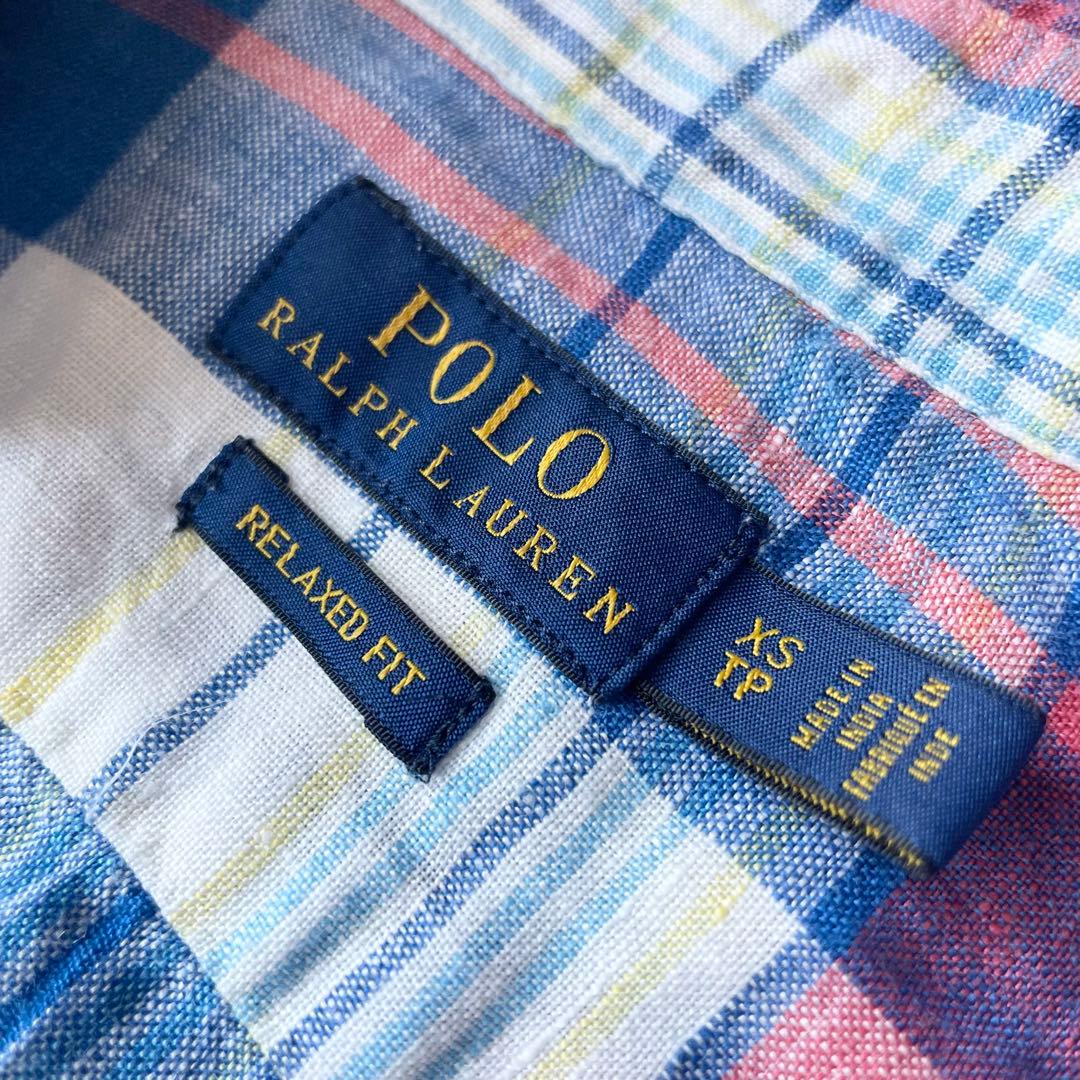 POLO
RALPH LAUREN
RELAXED FIT
XS
TP
MADE IN
INDIA
FABRIQUÉ EN
INDE